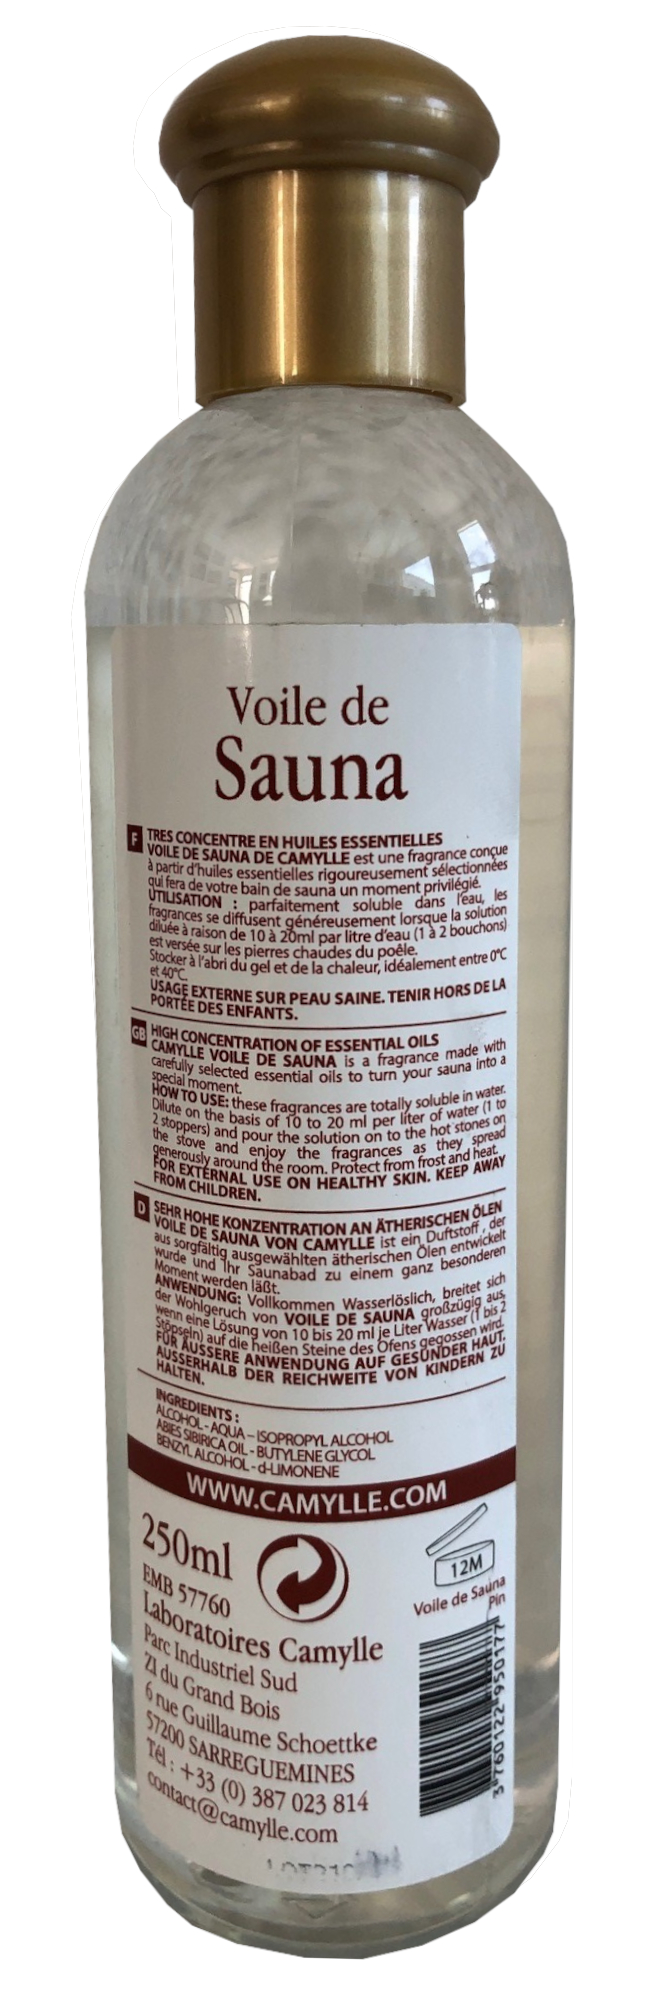 Voile de
Sauna
F TRES CONCENTRE EN HUILES ESSENTIELLES
VOILE DE SAUNA DE CAMYLLE est une fragrance conçue
à partir d'huiles essentielles rigoureusement sélectionnées
qui fera de votre bain de sauna un moment privilégié.
UTILISATION : parfaitement soluble dans l'eau, les
fragrances se diffusent généreusement lorsque la solution
diluée à raison de 10 à 20ml par litre d'eau (1 à 2 bouchons)
est versée sur les pierres chaudes du poêle.
Stocker à l'abri du gel et de la chaleur, idéalement entre 0°C
et 40°C.
USAGE EXTERNE SUR PEAU SAINE. TENIR HORS DE LA
PORTÉE DES ENFANTS.
GB HIGH CONCENTRATION OF ESSENTIAL OILS
CAMYLLE VOILE DE SAUNA is a fragrance made with
carefully selected essential oils to turn your sauna into a
special moment.
HOW TO USE: these fragrances are totally soluble in water.
Dilute on the basis of 10 to 20 ml per liter of water (1 to
2 stoppers) and pour the solution on to the hot stones on
the stove and enjoy the fragrances as they spread
generously around the room. Protect from frost and heat.
FOR EXTERNAL USE ON HEALTHY SKIN. KEEP AWAY
FROM CHILDREN.
D SEHR HOHE KONZENTRATION AN ÄTHERISCHEN ÖLEN
VOILE DE SAUNA VON CAMYLLE ist ein Duftstoff, der
aus sorgfältig ausgewählten ätherischen Ölen entwickelt
wurde und Ihr Saunabad zu einem ganz besonderen
Moment werden läßt.
ANWENDUNG: Vollkommen Wasserlöslich, breitet sich
der Wohlgeruch von VOILE DE SAUNA großzügig aus,
wenn eine Lösung von 10 bis 20 ml je Liter Wasser (1 bis 2
Stöpseln) auf die heißen Steine des Ofens gegossen wird.
FÜR ÄUSSERE ANWENDUNG AUF GESUNDER HAUT.
AUSSERHALB DER REICHWEITE VON KINDERN ZU
HALTEN.
INGREDIENTS :
ALCOHOL - AQUA – ISOPROPYL ALCOHOL
ABIES SIBIRICA OIL - BUTYLENE GLYCOL
BENZYL ALCOHOL - d-LIMONENE
WWW.CAMYLLE.COM
250ml
EMB 57760
Laboratoires Camylle
Parc Industriel Sud
ZI du Grand Bois
6 rue Guillaume Schoettke
57200 SARREGUEMINES
Tél : +33 (0) 387 023 814
contact@camylle.com
12M
Voile de Sauna
Pin
3 760122 950177